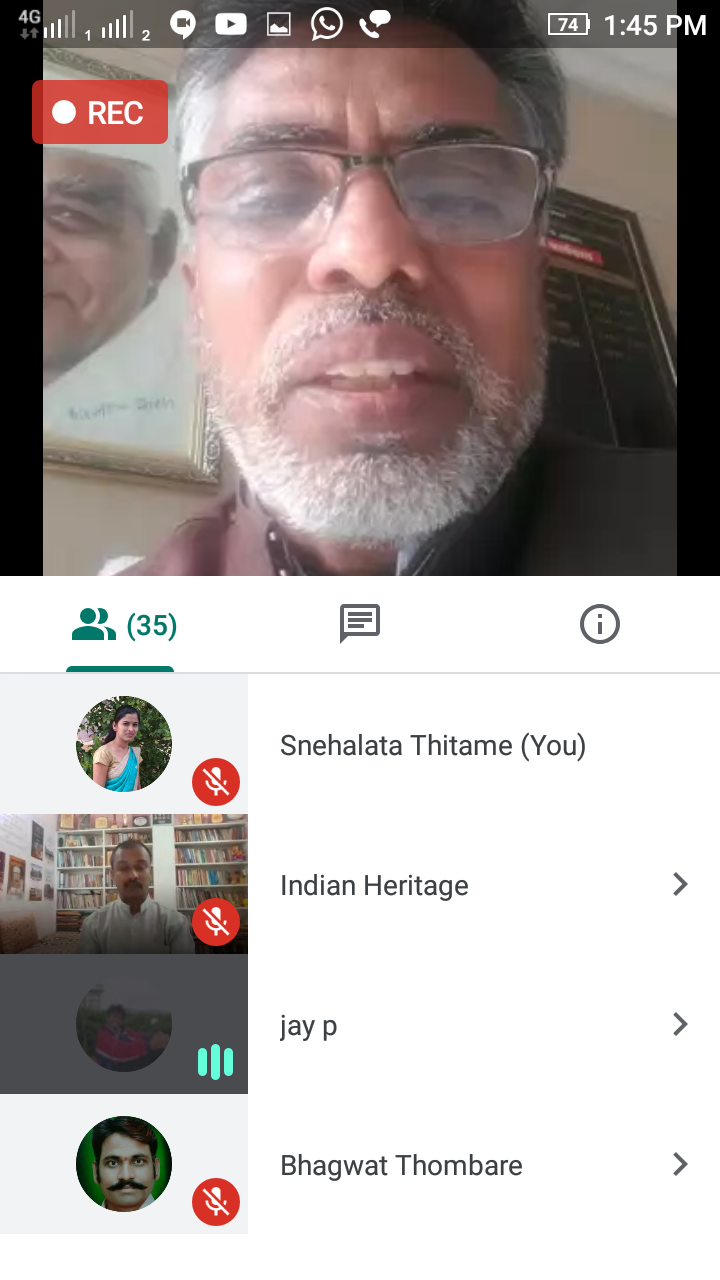 4G 1 2 74 1:45 PM
REC
(35)
Snehalata Thitame (You)
Indian Heritage
jay p
Bhagwat Thombare